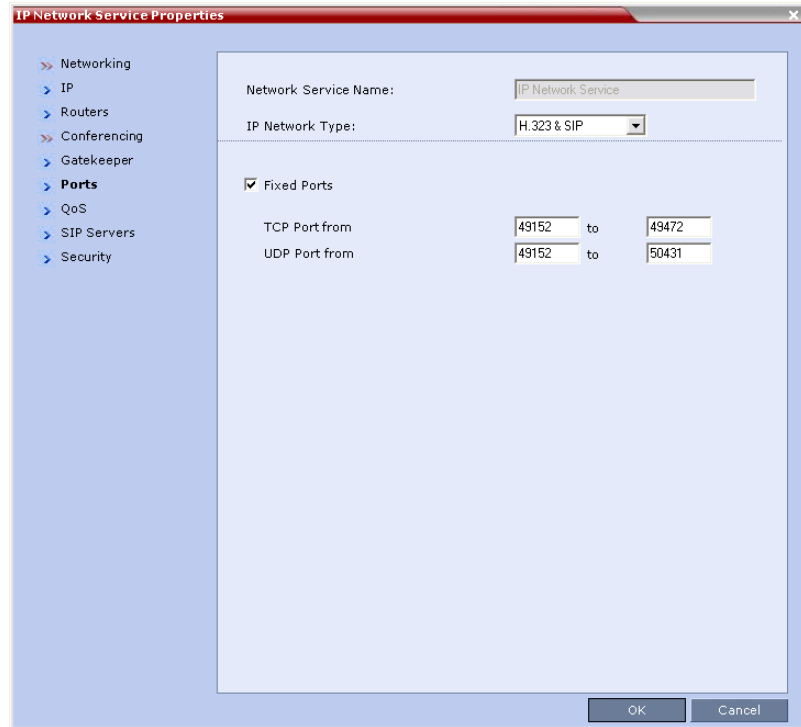 IP Network Service Properties
Networking
IP
Routers
Conferencing
Gatekeeper
Ports
QoS
SIP Servers
Security
Network Service Name: IP Network Service
IP Network Type: H.323 & SIP
Fixed Ports
TCP Port from 49152 to 49472
UDP Port from 49152 to 50431
OK Cancel